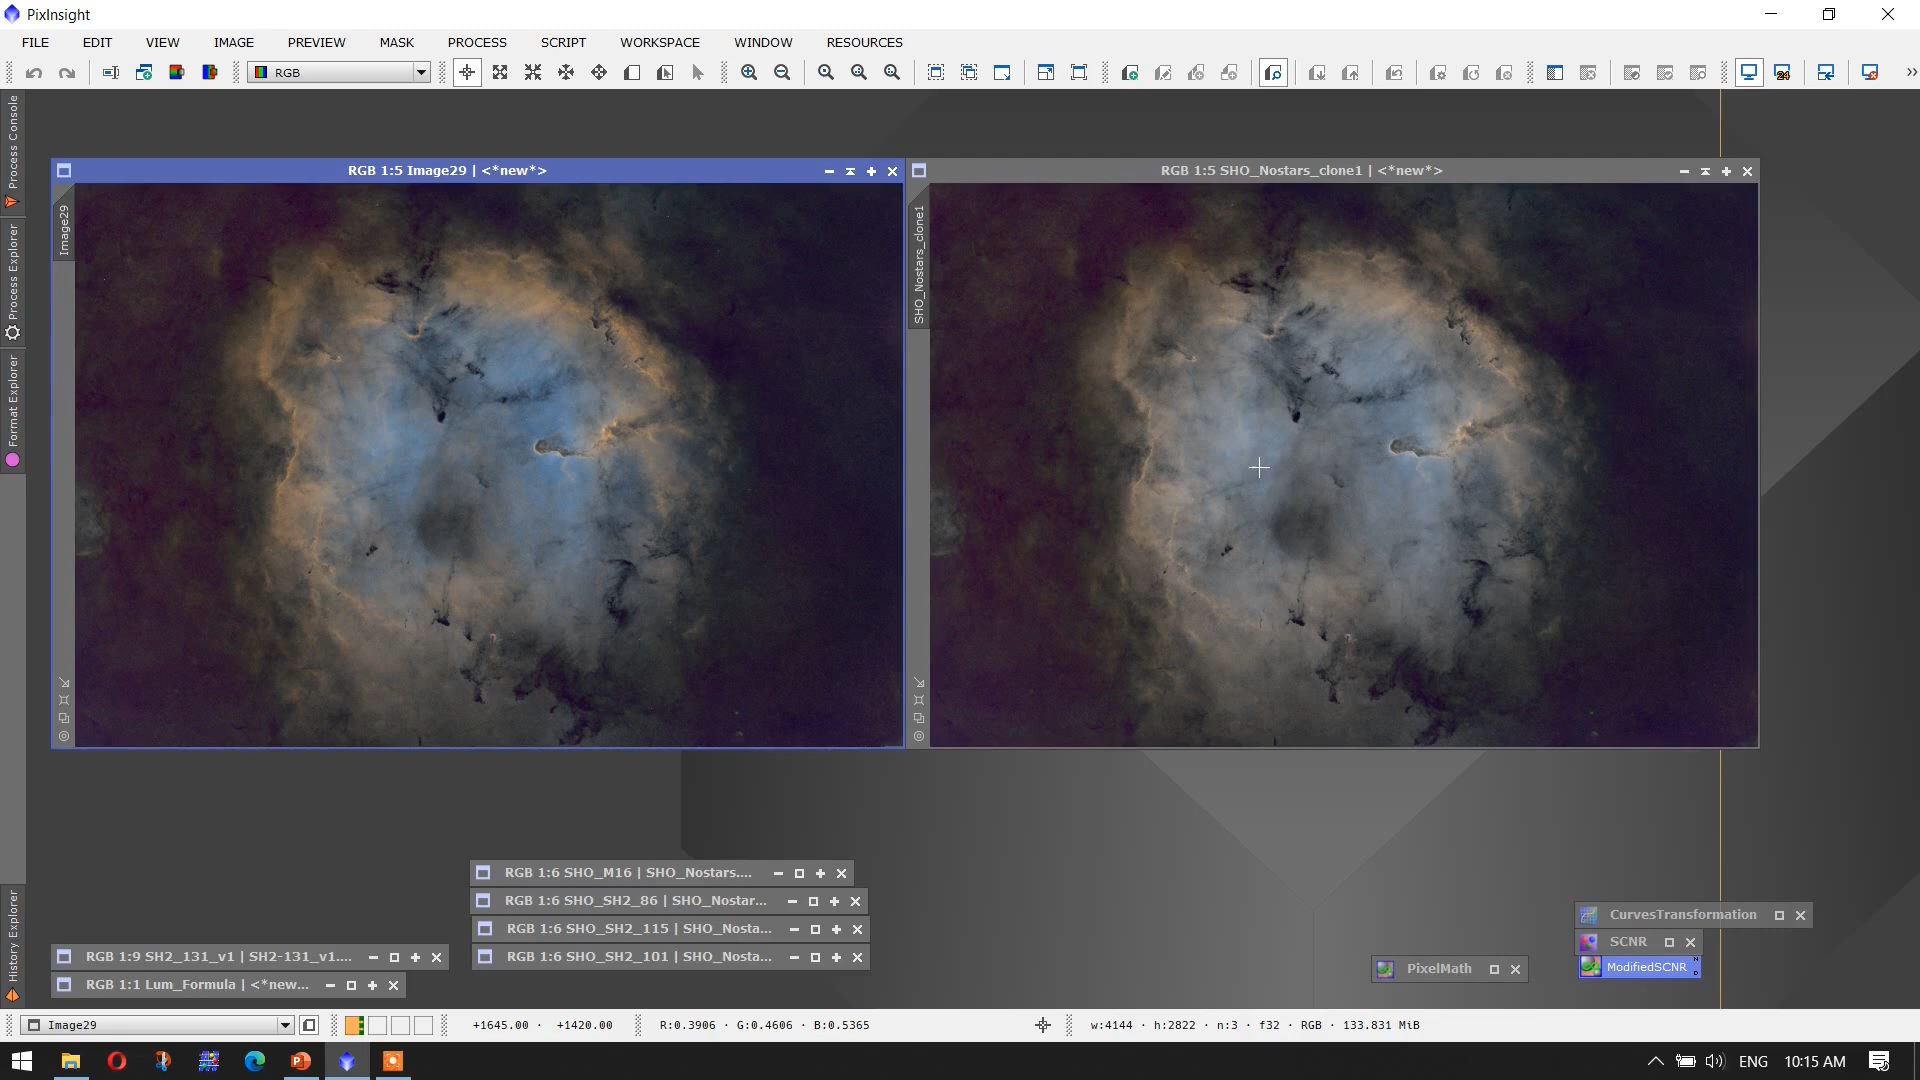 PixInsight
FILE EDIT VIEW IMAGE PREVIEW MASK PROCESS SCRIPT WORKSPACE WINDOW RESOURCES
RGB
24
Process Console
Process Explorer
Format Explorer
History Explorer
RGB 1:5 Image29 | <*new*>
Image29
RGB 1:5 SHO_Nostars_clone1 | <*new*>
SHO_Nostars_clone1
RGB 1:6 SHO_M16 | SHO_Nostars....
RGB 1:6 SHO_SH2_86 | SHO_Nostar...
RGB 1:6 SHO_SH2_115 | SHO_Nosta...
RGB 1:6 SHO_SH2_101 | SHO_Nosta...
RGB 1:9 SH2_131_v1 | SH2-131_v1....
RGB 1:1 Lum_Formula | <*new...
CurvesTransformation
SCNR
ModifiedSCNR
PixelMath
Image29
+1645.00 · +1420.00
R:0.3906 · G:0.4606 · B:0.5365
w:4144 · h:2822 · n:3 · f32 · RGB · 133.831 MiB
ENG
10:15 AM